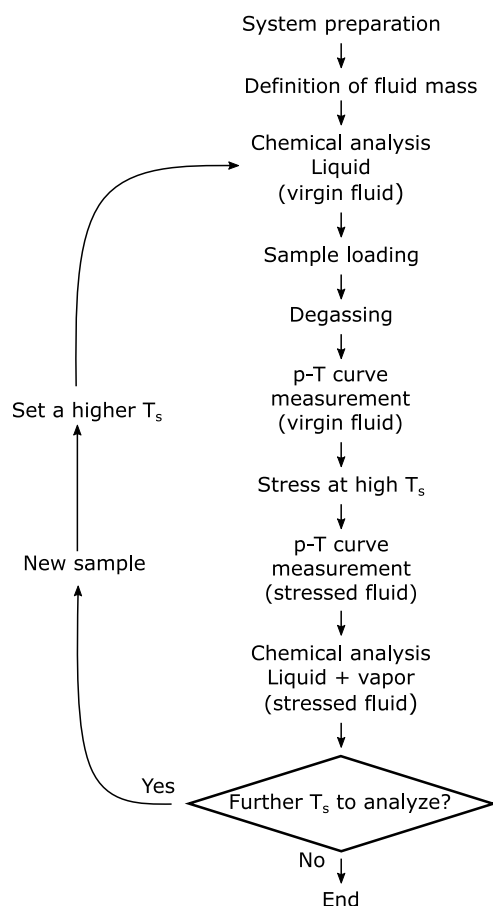 System preparation
Definition of fluid mass
Chemical analysis
Liquid
(virgin fluid)
Sample loading
Degassing
p-T curve
measurement
(virgin fluid)
Set a higher Tₛ
Stress at high Tₛ
p-T curve
measurement
(stressed fluid)
New sample
Chemical analysis
Liquid + vapor
(stressed fluid)
Yes
Further Tₛ to analyze?
No
End